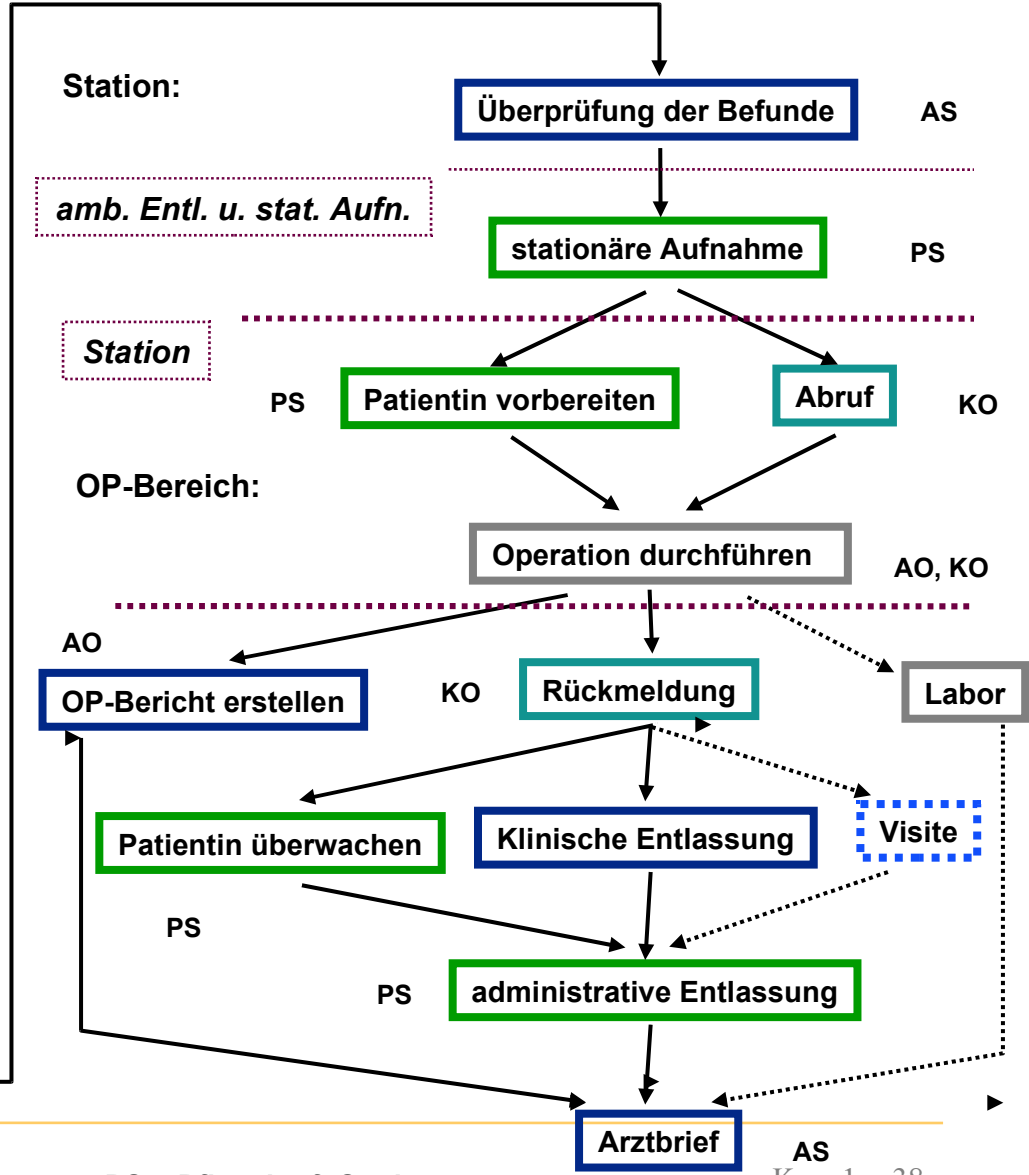 Station:
Überprüfung der Befunde
AS
amb. Entl. u. stat. Aufn.
stationäre Aufnahme
PS
Station
PS
Patientin vorbereiten
Abruf
KO
OP-Bereich:
Operation durchführen
AO, KO
AO
OP-Bericht erstellen
KO
Rückmeldung
Labor
Patientin überwachen
Klinische Entlassung
Visite
PS
PS
administrative Entlassung
Arztbrief
AS